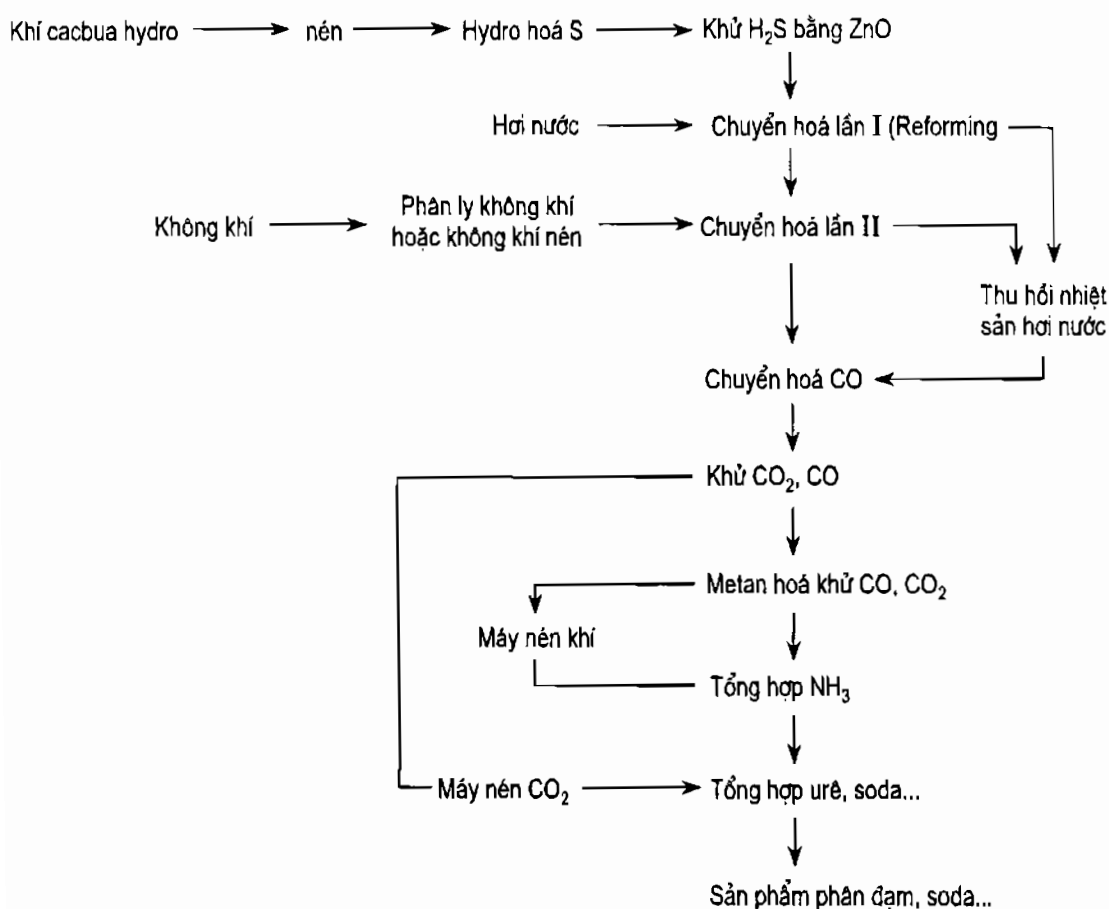 Khí cacbua hydro
nén
Hydro hoá S
Khử H₂S bằng ZnO
Hơi nước
Chuyển hoá lần I (Reforming
Không khí
Phân ly không khí
hoặc không khí nén
Chuyển hoá lần II
Thu hồi nhiệt
sản hơi nước
Chuyển hoá CO
Khử CO₂, CO
Metan hoá khử CO, CO₂
Máy nén khí
Tổng hợp NH₃
Máy nén CO₂
Tổng hợp urê, soda...
Sản phẩm phân đạm, soda...